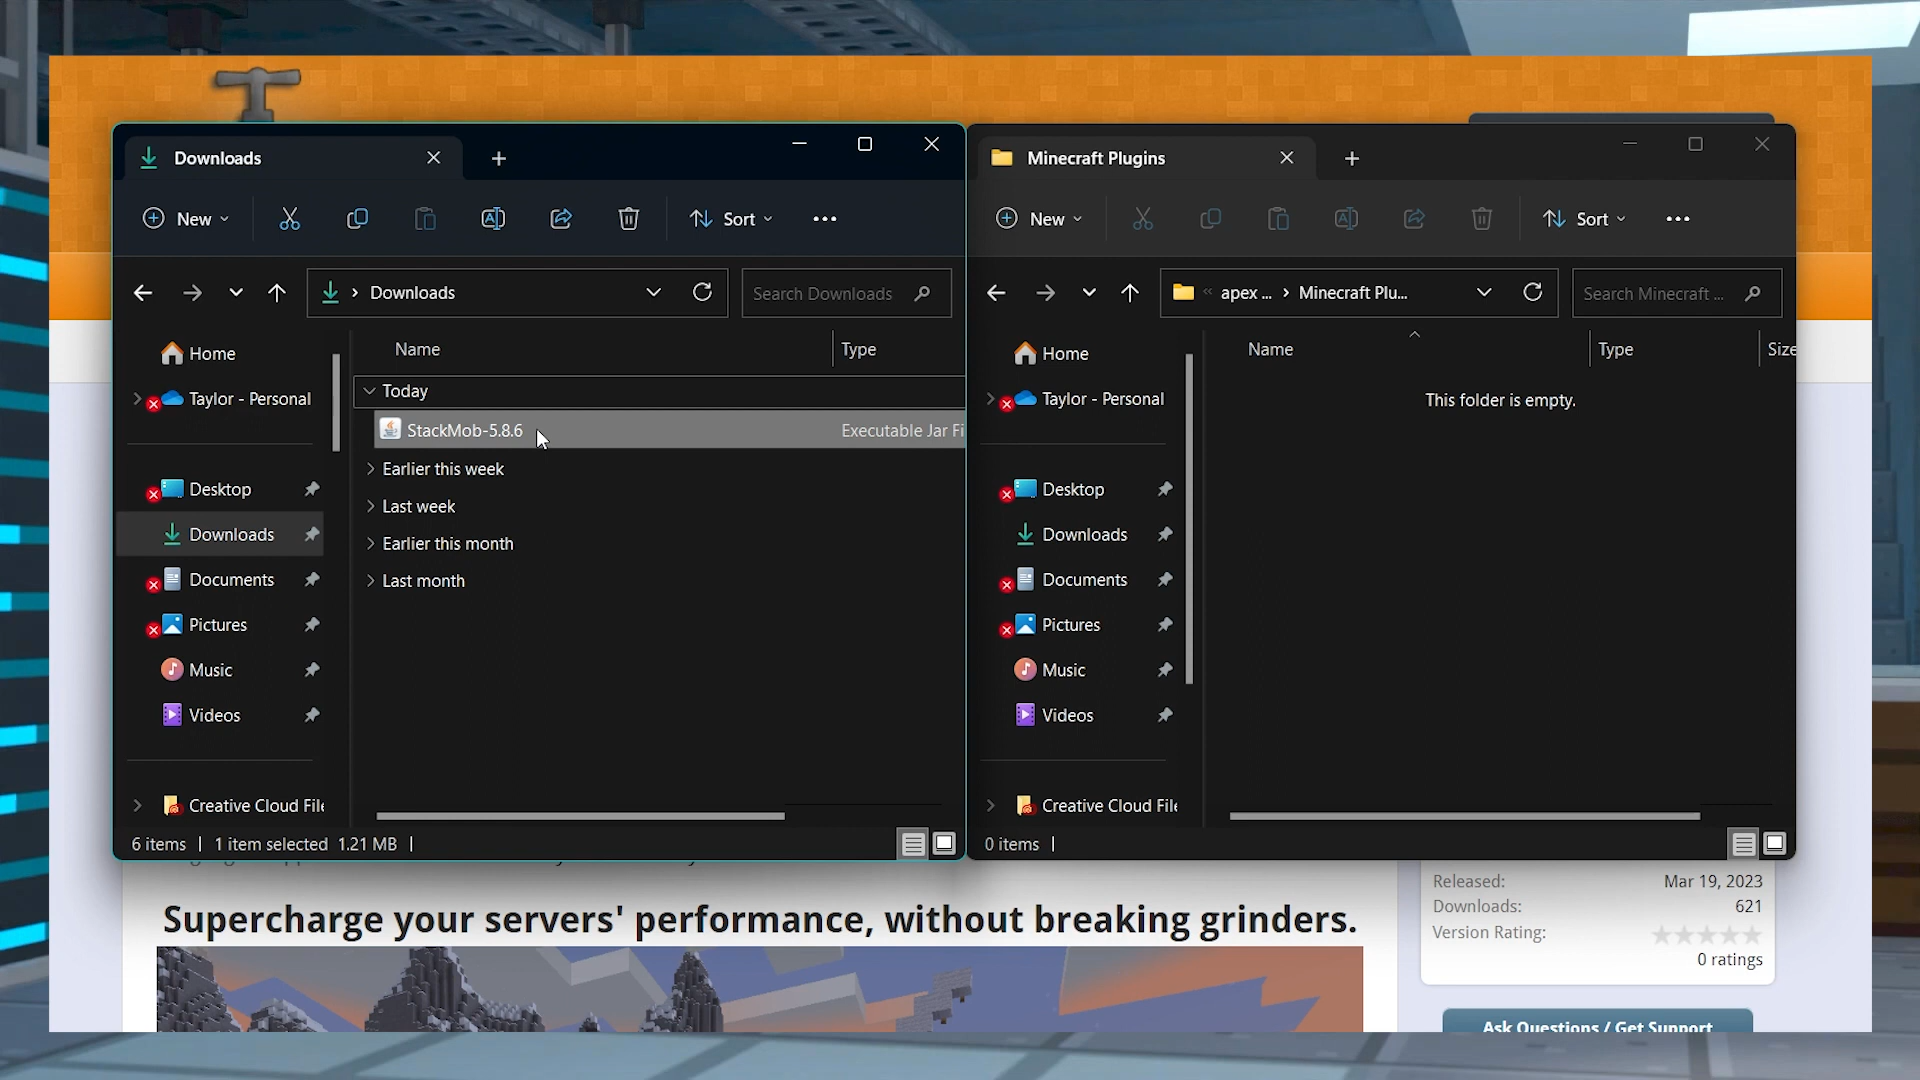 Downloads
New
Sort
Downloads
Search Downloads
Home
Taylor - Personal
Desktop
Downloads
Documents
Pictures
Music
Videos
Creative Cloud File
Name
Type
Today
StackMob-5.8.6
Executable Jar Fi
Earlier this week
Last week
Earlier this month
Last month
6 items
1 item selected 1.21 MB
Minecraft Plugins
New
Sort
apex ...
Minecraft Plu...
Search Minecraft ...
Home
Taylor - Personal
Desktop
Downloads
Documents
Pictures
Music
Videos
Creative Cloud File
Name
Type
Size
This folder is empty.
0 items
Supercharge your servers' performance, without breaking grinders.
Released: Mar 19, 2023
Downloads: 621
Version Rating:
0 ratings
Ask Questions / Get Support